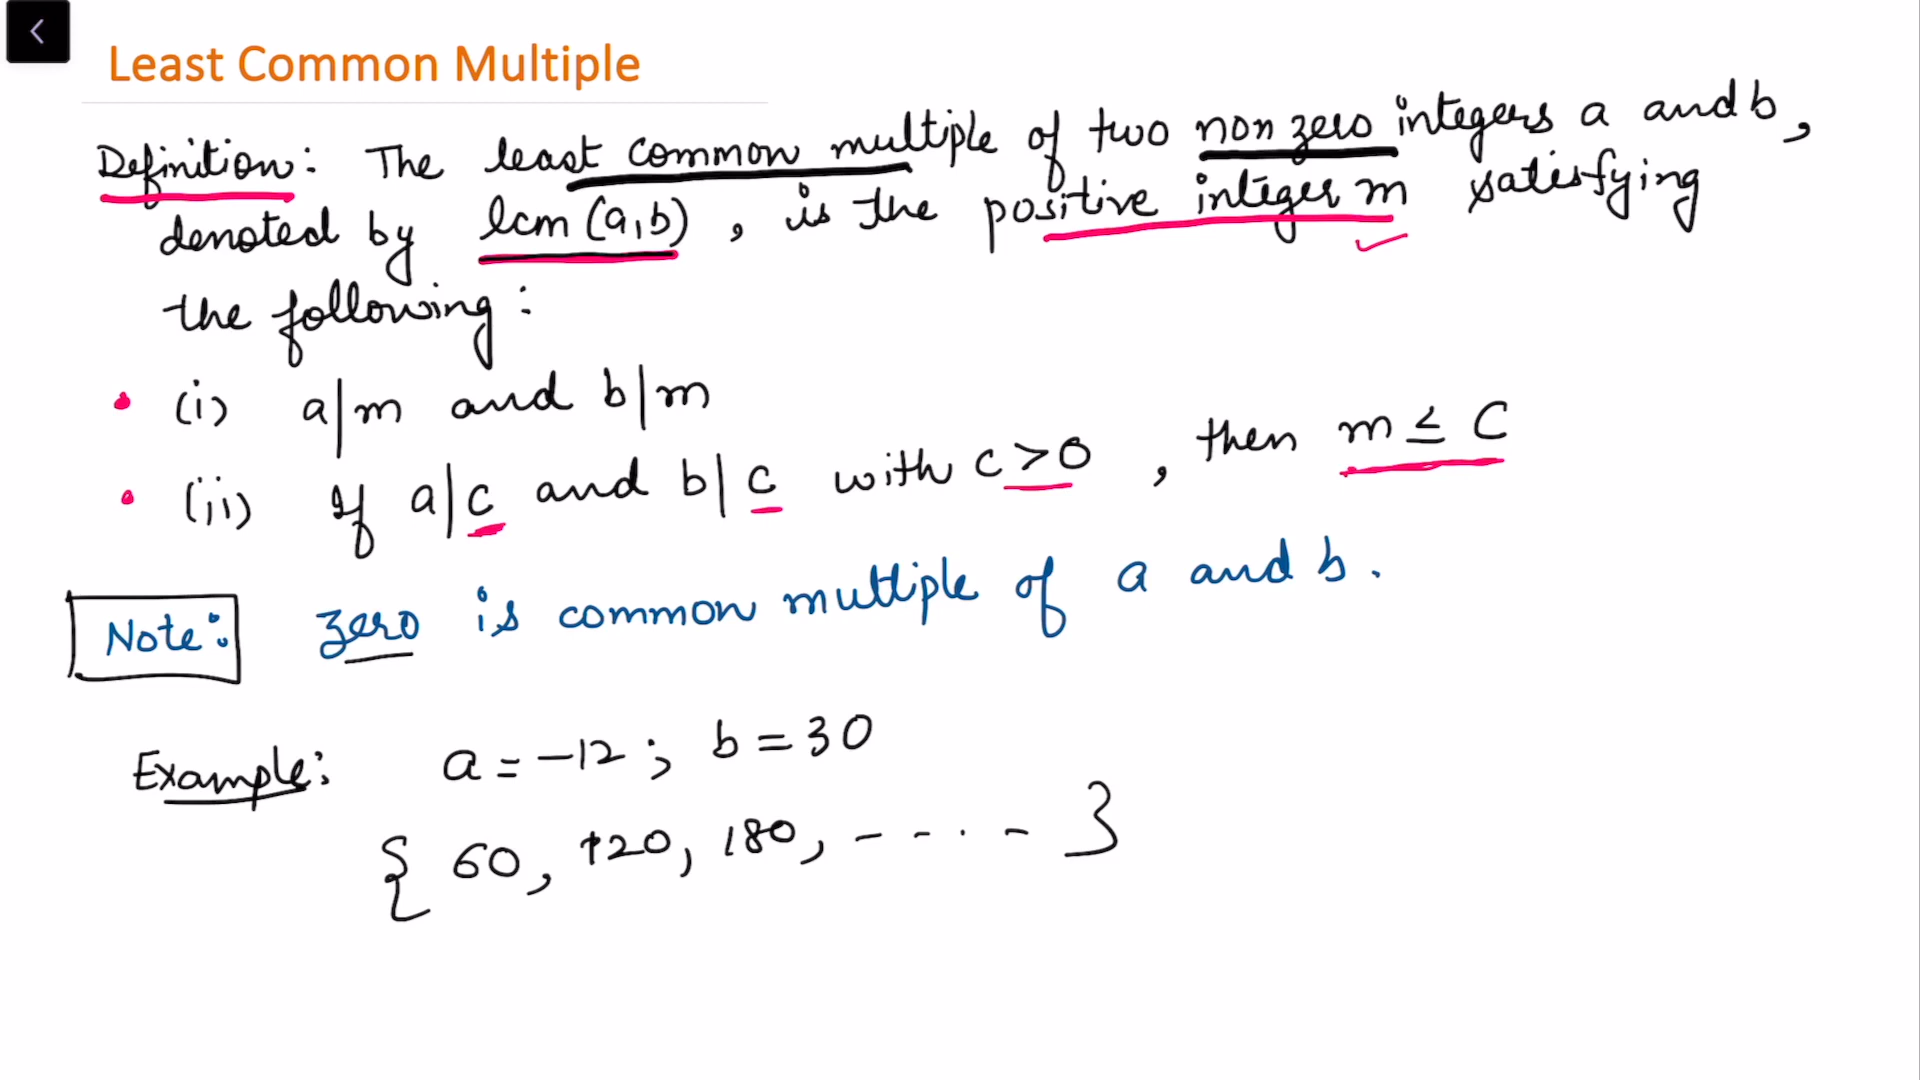 Least Common Multiple
Definition: The least common multiple of two non zero integers a and b,
denoted by lcm (a,b), is the positive integer m satisfying
the following:
(i) a|m and b|m
(ii) If a|c and b|c with c>0, then m ≤ c
Note: Zero is common multiple of a and b.
Example: a = -12 ; b = 30
{ 60, 120, 180, - - . . - }